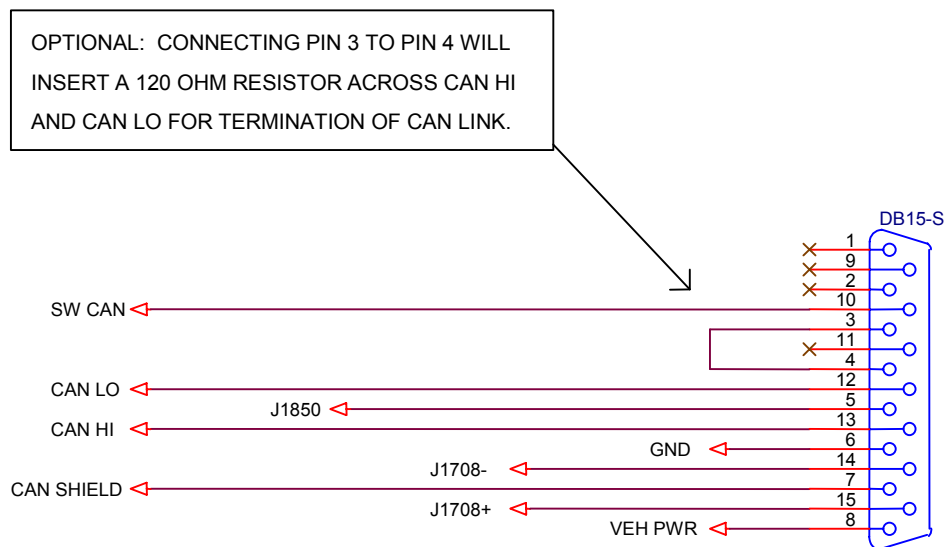 OPTIONAL: CONNECTING PIN 3 TO PIN 4 WILL
INSERT A 120 OHM RESISTOR ACROSS CAN HI
AND CAN LO FOR TERMINATION OF CAN LINK.
DB15-S
1
9
2
SW CAN 10
3
11
4
CAN LO 12
J1850 5
CAN HI 13
GND 6
J1708- 14
CAN SHIELD 7
J1708+ 15
VEH PWR 8